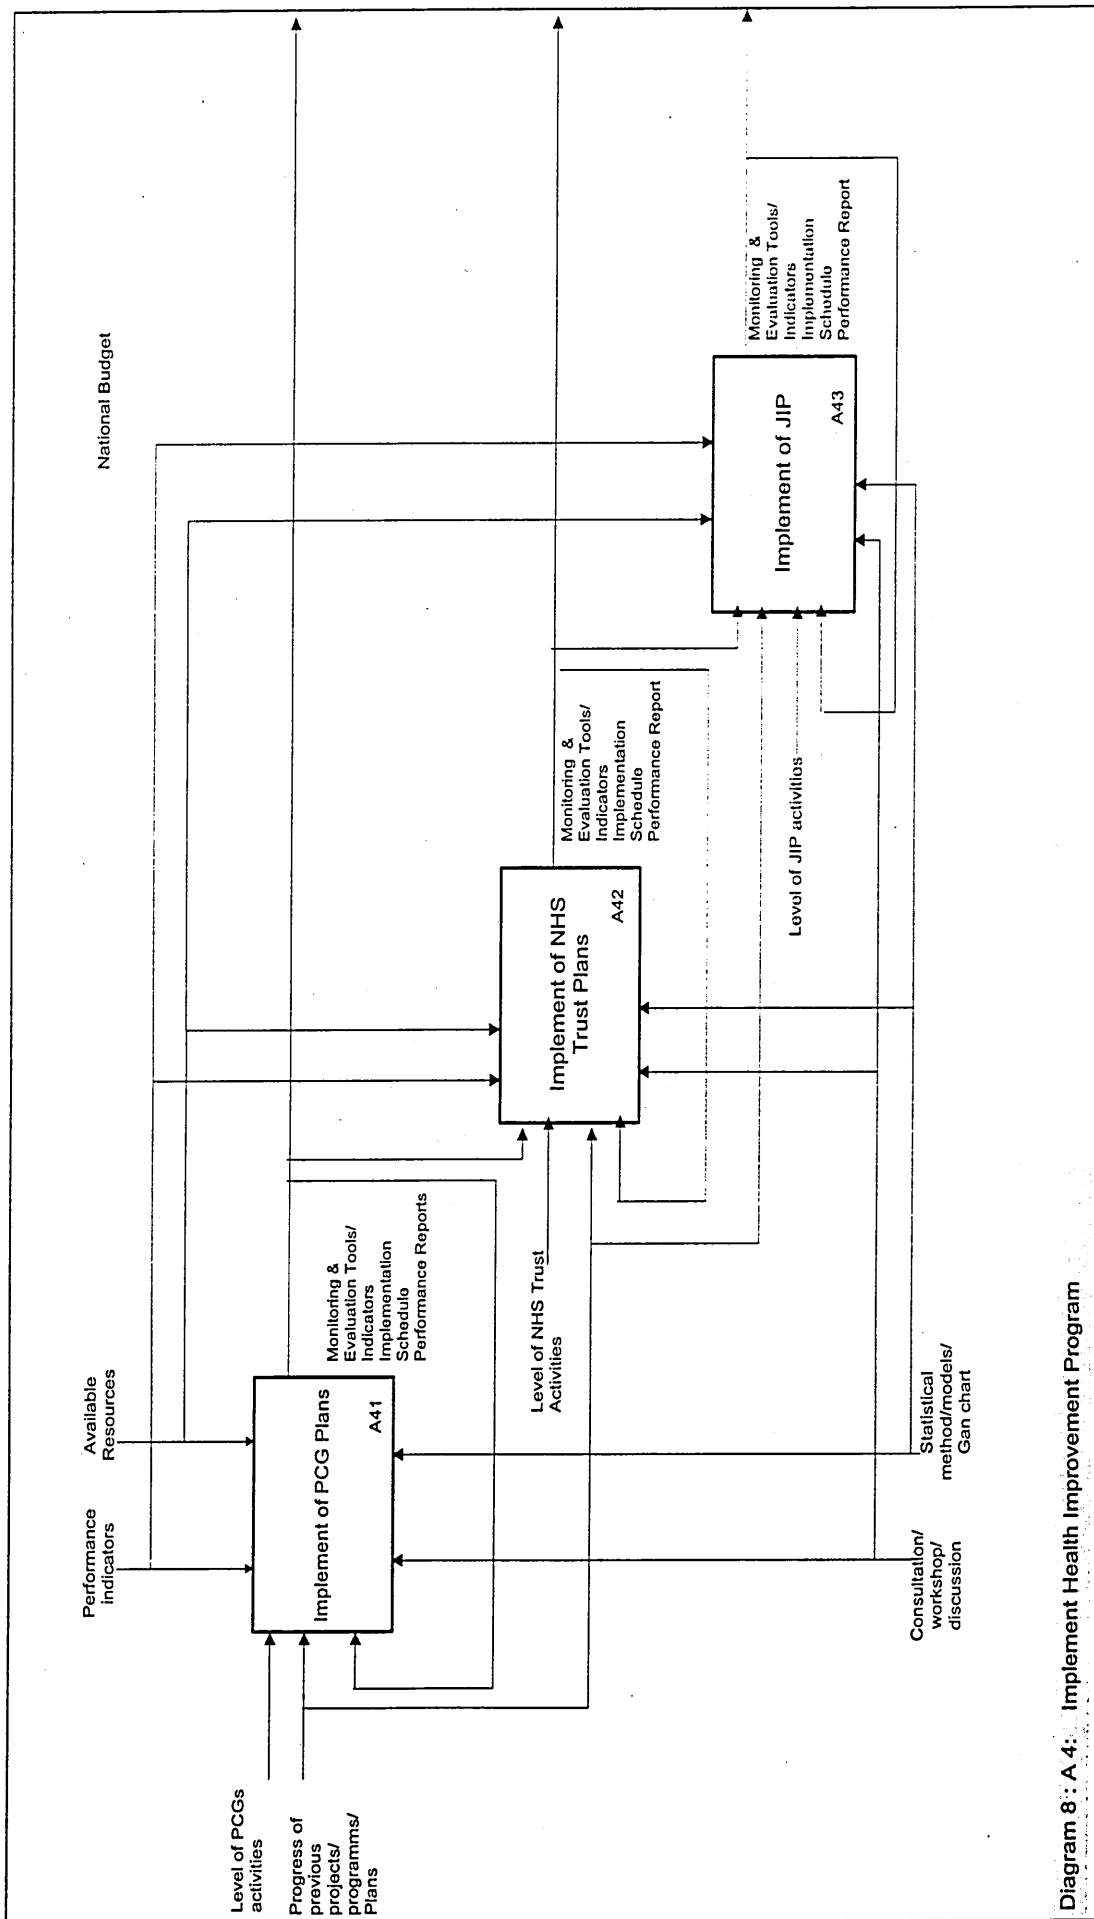 National Budget
Performance
indicators
Available
Resources
Level of PCGs
activities
Progress of
previous
projects/
programms/
Plans
Implement of PCG Plans
A41
Monitoring &
Evaluation Tools/
Indicators
Implementation
Schedule
Performance Reports
Level of NHS Trust
Activities
Implement of NHS
Trust Plans
A42
Monitoring &
Evaluation Tools/
Indicators
Implementation
Schedule
Performance Report
Level of JIP activities
Implement of JIP
A43
Monitoring &
Evaluation Tools/
Indicators
Implementation
Schedule
Performance Report
Consultation/
workshop/
discussion
Statistical
method/models/
Gan chart
Diagram 8 : A 4: Implement Health Improvement Program